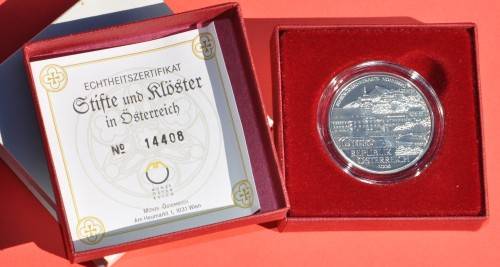 ECHTHEITSZERTIFIKAT
Stifte und Klöster
in Österreich
No 14408
MÜNZE ÖSTERREICH
Am Heumarkt 1, 1031 Wien
REPUBLIK
ÖSTERREICH